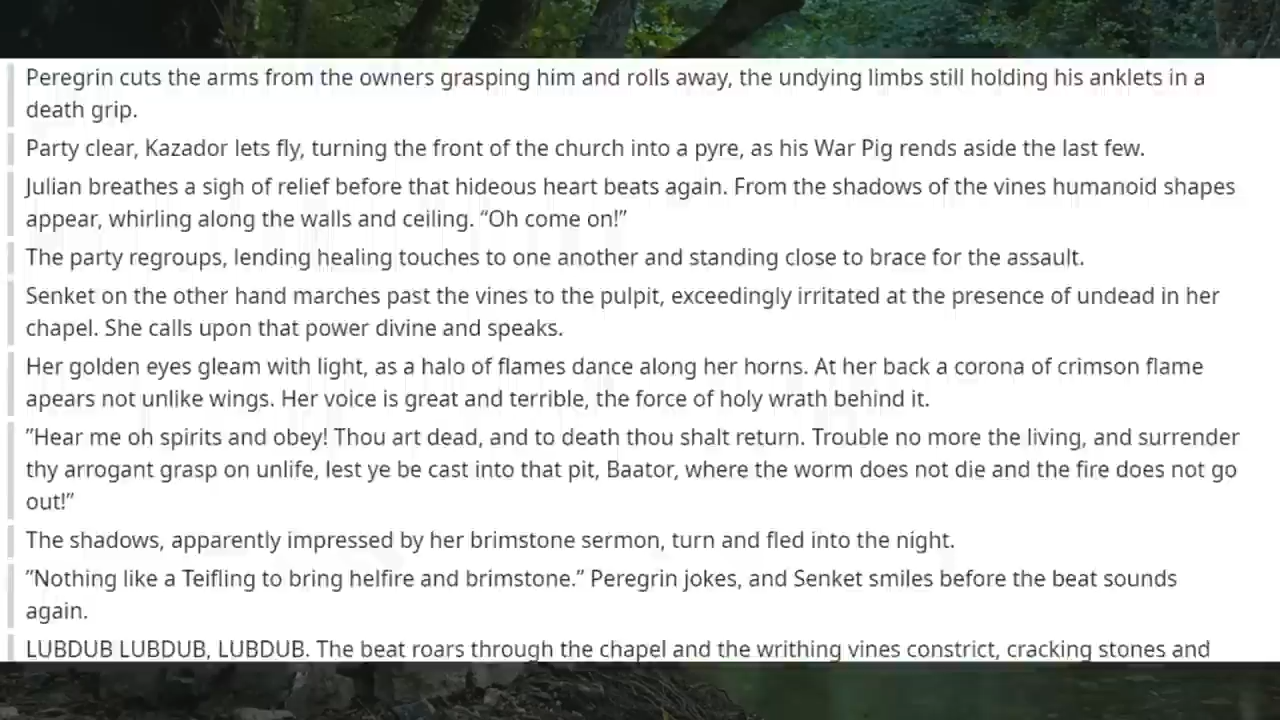 Peregrin cuts the arms from the owners grasping him and rolls away, the undying limbs still holding his anklets in a
death grip.
Party clear, Kazador lets fly, turning the front of the church into a pyre, as his War Pig rends aside the last few.
Julian breathes a sigh of relief before that hideous heart beats again. From the shadows of the vines humanoid shapes
appear, whirling along the walls and ceiling. “Oh come on!”
The party regroups, lending healing touches to one another and standing close to brace for the assault.
Senket on the other hand marches past the vines to the pulpit, exceedingly irritated at the presence of undead in her
chapel. She calls upon that power divine and speaks.
Her golden eyes gleam with light, as a halo of flames dance along her horns. At her back a corona of crimson flame
apears not unlike wings. Her voice is great and terrible, the force of holy wrath behind it.
”Hear me oh spirits and obey! Thou art dead, and to death thou shalt return. Trouble no more the living, and surrender
thy arrogant grasp on unlife, lest ye be cast into that pit, Baator, where the worm does not die and the fire does not go
out!”
The shadows, apparently impressed by her brimstone sermon, turn and fled into the night.
”Nothing like a Teifling to bring helfire and brimstone.” Peregrin jokes, and Senket smiles before the beat sounds
again.
LUBDUB LUBDUB, LUBDUB. The beat roars through the chapel and the writhing vines constrict, cracking stones and